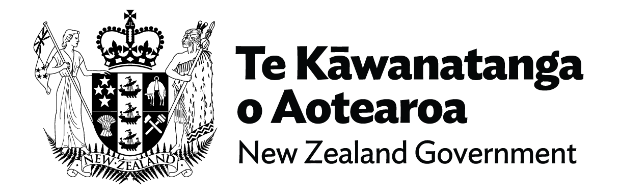 Te Kāwanatanga
o Aotearoa
New Zealand Government
NEW ZEALAND